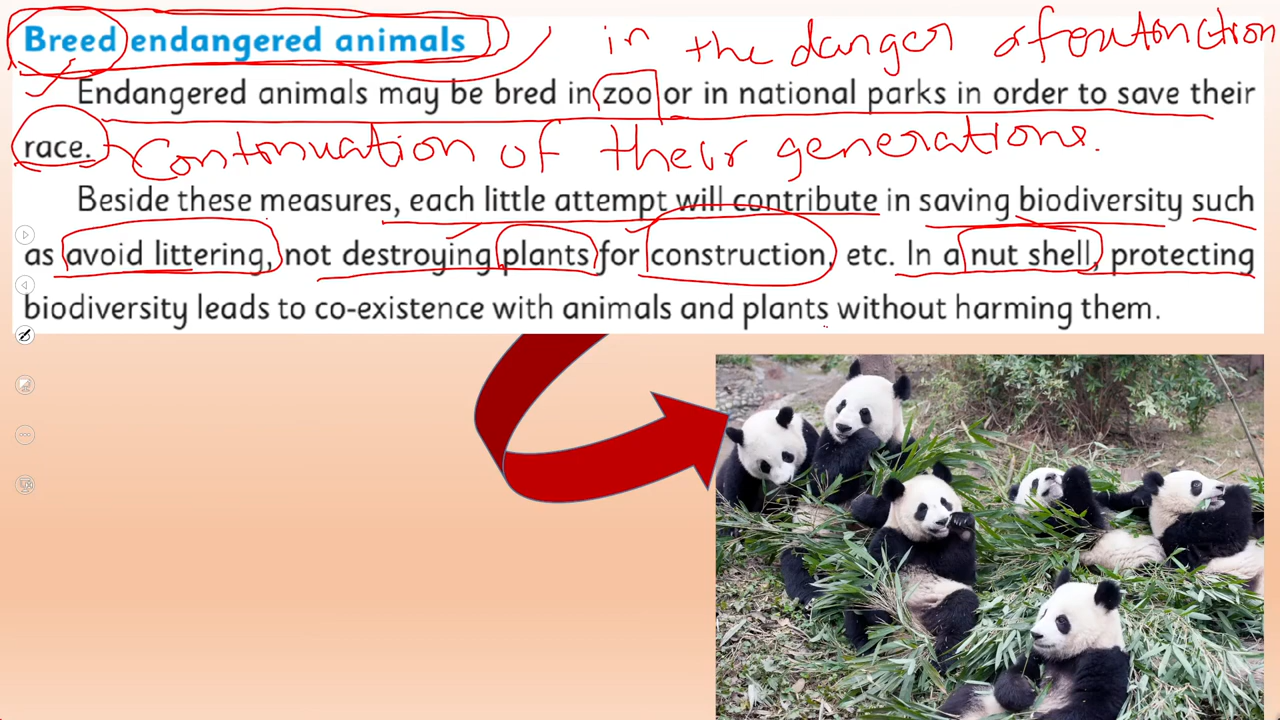 Breed endangered animals in the danger of extinction
Endangered animals may be bred in zoo or in national parks in order to save their
race. Continuation of their generations.
Beside these measures, each little attempt will contribute in saving biodiversity such
as avoid littering, not destroying plants for construction, etc. In a nut shell, protecting
biodiversity leads to co-existence with animals and plants without harming them.